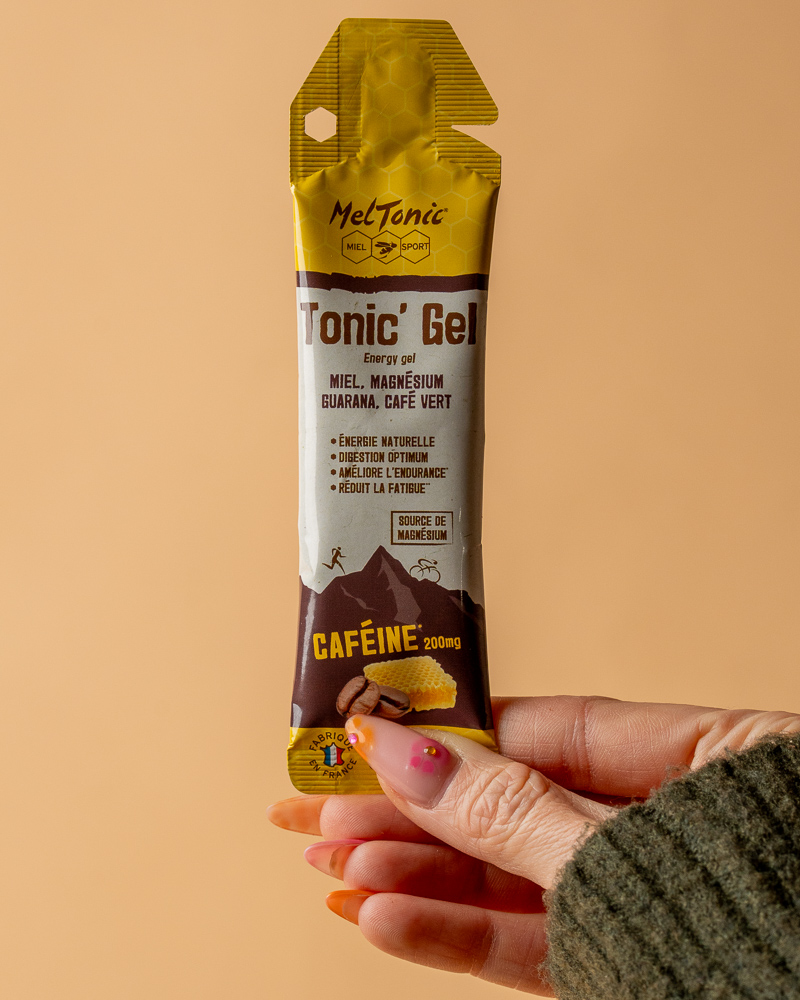 MelTonic®
MIEL SPORT
Tonic' Gel
Energy gel
MIEL, MAGNÉSIUM
GUARANA, CAFÉ VERT
• ÉNERGIE NATURELLE
• DIGESTION OPTIMUM
• AMÉLIORE L'ENDURANCE*
• RÉDUIT LA FATIGUE**
SOURCE DE
MAGNÉSIUM
CAFÉINE* 200mg
FABRIQUÉ
EN FRANCE